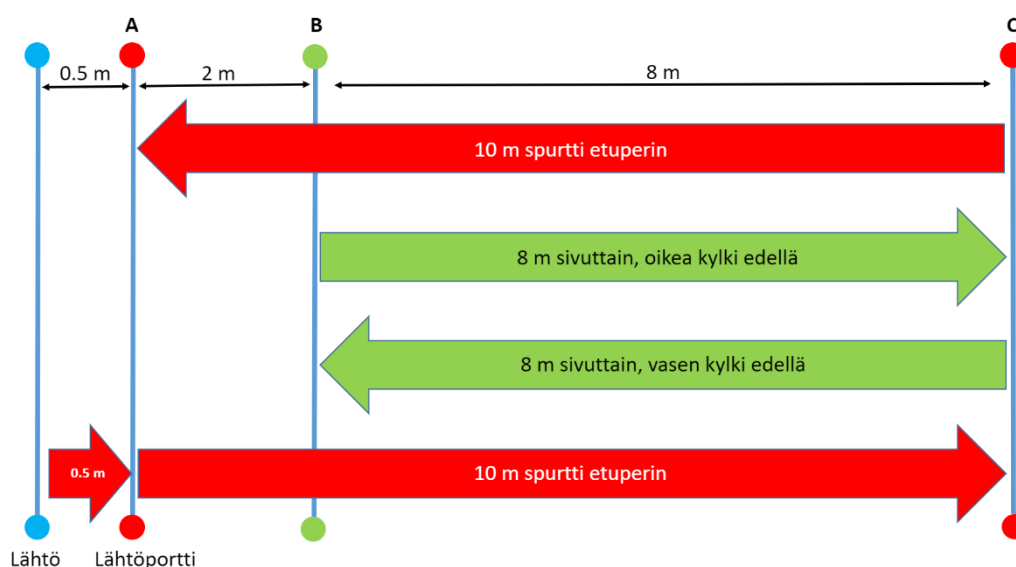 A B C
0.5 m 2 m 8 m
10 m spurtti etuperin
8 m sivuttain, oikea kylki edellä
8 m sivuttain, vasen kylki edellä
0.5 m 10 m spurtti etuperin
Lähtö Lähtöportti